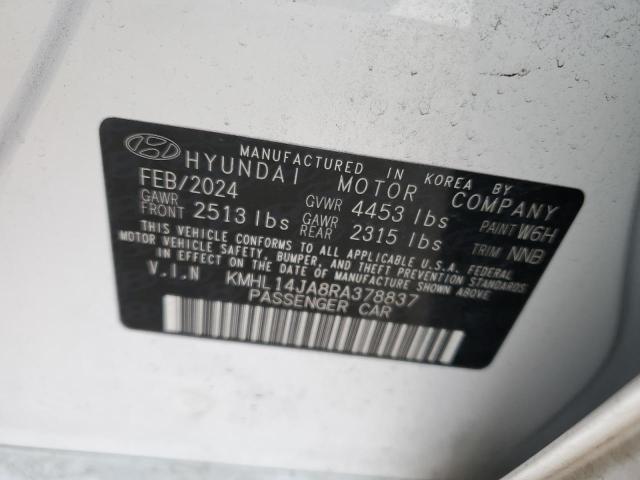 MANUFACTURED IN KOREA BY
HYUNDAI MOTOR COMPANY
FEB/2024 GVWR 4453 lbs PAINT W6H
GAWR FRONT 2513 lbs GAWR REAR 2315 lbs TRIM NNB
THIS VEHICLE CONFORMS TO ALL APPLICABLE U.S.A. FEDERAL
MOTOR VEHICLE SAFETY, BUMPER, AND THEFT PREVENTION
STANDARDS IN EFFECT ON THE DATE OF MANUFACTURE SHOWN ABOVE.
V.I.N KMHL14JA8RA378837
PASSENGER CAR